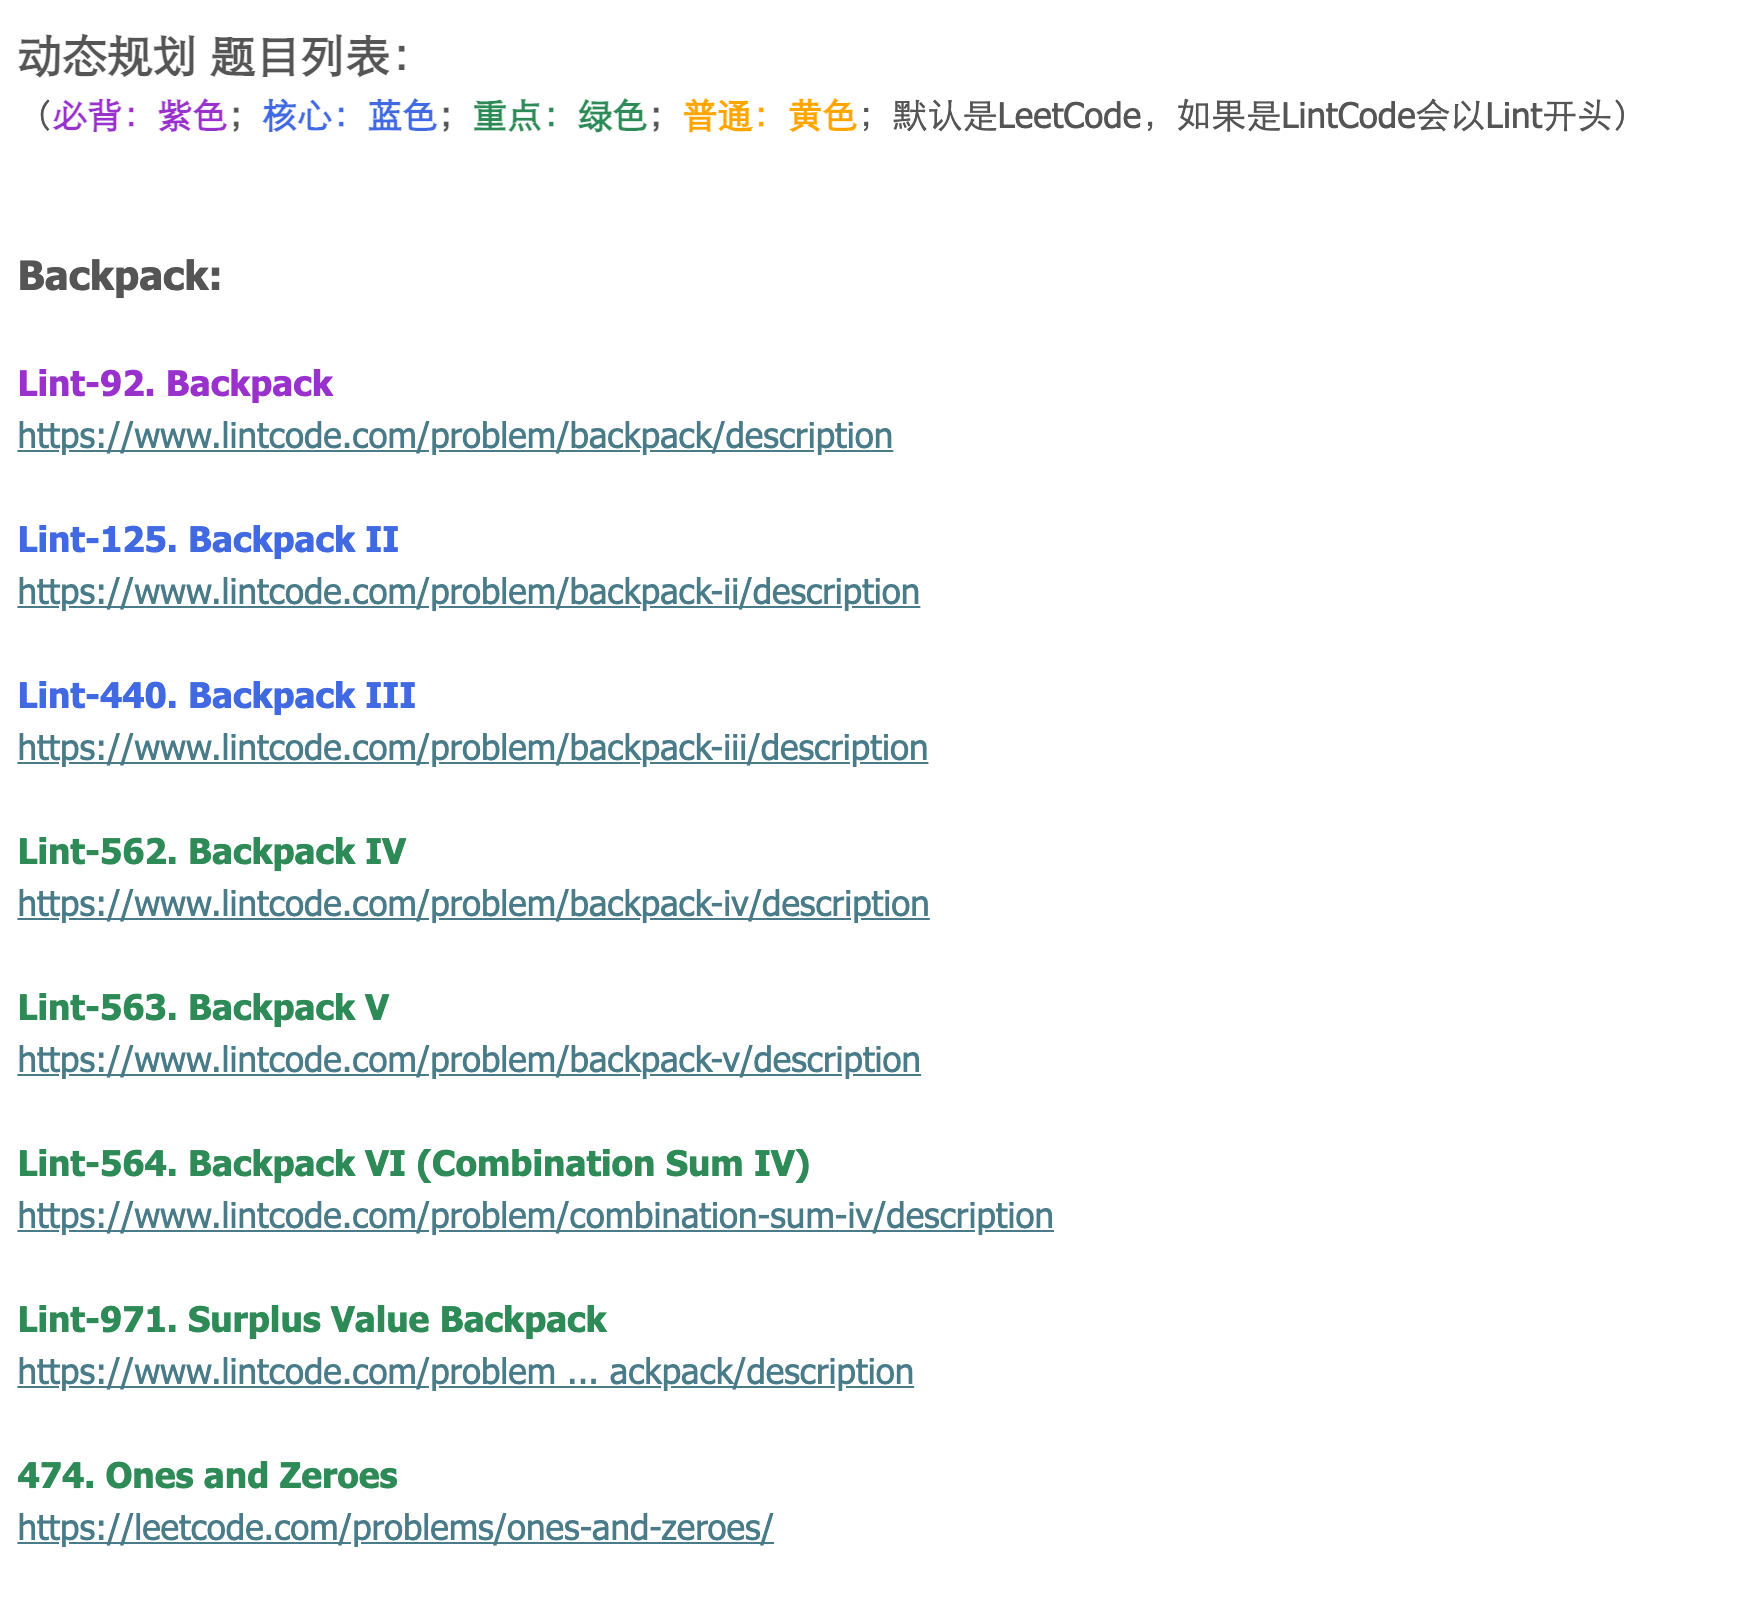 动态规划 题目列表：
（必背：紫色；核心：蓝色；重点：绿色；普通：黄色；默认是LeetCode，如果是LintCode会以Lint开头）
Backpack:
Lint-92. Backpack
https://www.lintcode.com/problem/backpack/description
Lint-125. Backpack II
https://www.lintcode.com/problem/backpack-ii/description
Lint-440. Backpack III
https://www.lintcode.com/problem/backpack-iii/description
Lint-562. Backpack IV
https://www.lintcode.com/problem/backpack-iv/description
Lint-563. Backpack V
https://www.lintcode.com/problem/backpack-v/description
Lint-564. Backpack VI (Combination Sum IV)
https://www.lintcode.com/problem/combination-sum-iv/description
Lint-971. Surplus Value Backpack
https://www.lintcode.com/problem ... ackpack/description
474. Ones and Zeroes
https://leetcode.com/problems/ones-and-zeroes/